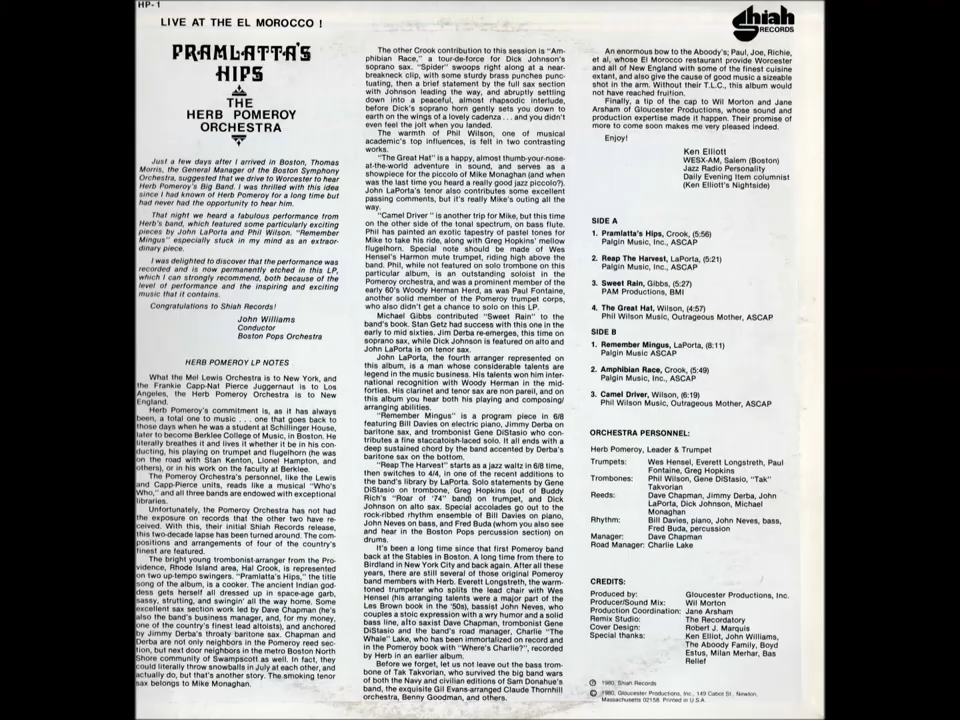 HP-1
LIVE AT THE EL MOROCCO !
Shiah
RECORDS
PRAMLATTA'S
HIPS
THE
HERB POMEROY
ORCHESTRA
Just a few days after I arrived in Boston, Thomas
Morris, the General Manager of the Boston Symphony
Orchestra, suggested that we drive to Worcester to hear
Herb Pomeroy's Big Band. I was thrilled with this idea
since I had known of Herb Pomeroy for a long time but
had never had the opportunity to hear him.
That night we heard a fabulous performance from
Herb's band, which featured some particularly exciting
pieces by John LaPorta and Phil Wilson. "Remember
Mingus" especially stuck in my mind as an extraor-
dinary piece.
I was delighted to discover that the performance was
recorded and is now permanently etched in this LP,
which I can strongly recommend, both because of the
level of performance and the inspiring and exciting
music that it contains.
Congratulations to Shiah Records!
John Williams
Conductor
Boston Pops Orchestra
HERB POMEROY LP NOTES
What the Mel Lewis Orchestra is to New York, and
the Frankie Capp-Nat Pierce Juggernaut is to Los
Angeles, the Herb Pomeroy Orchestra is to New
England.
Herb Pomeroy's commitment is, as it has always
been, a total one to music . . . one that goes back to
those days when he was a student at Schillinger House,
later to become Berklee College of Music, in Boston. He
literally breathes it and lives it whether it be in his con-
ducting, his playing on trumpet and flugelhorn (he was
on the road with Stan Kenton, Lionel Hampton, and
others), or in his work on the faculty at Berklee.
The Pomeroy Orchestra's personnel, like the Lewis
and Capp-Pierce units, reads like a musical "Who's
Who," and all three bands are endowed with exceptional
libraries.
Unfortunately, the Pomeroy Orchestra has not had
the exposure on records that the other two have re-
ceived. With this, their initial Shiah Records release,
this two-decade lapse has been turned around. The com-
positions and arrangements of four of the country's
finest are featured.
The bright young trombonist-arranger from the Pro-
vidence, Rhode Island area, Hal Crook, is represented
on two up-tempo swingers. "Pramlatta's Hips," the title
song of the album, is a cooker. The ancient Indian god-
dess gets herself all dressed up in space-age garb,
sassy, strutting, and swingin' all the way home. Some
excellent sax section work led by Dave Chapman (he's
also the band's business manager, and, for my money,
one of the country's finest lead altoists), and anchored
by Jimmy Derba's throaty baritone sax. Chapman and
Derba are not only neighbors in the Pomeroy reed sec-
tion, but next door neighbors in the metro Boston North
Shore community of Swampscott as well. In fact, they
could literally throw snowballs in July at each other, and
actually do, but that's another story. The smoking tenor
sax belongs to Mike Monaghan.
The other Crook contribution to this session is "Am-
phibian Race," a tour-de-force for Dick Johnson's
soprano sax. "Spider" swoops right along at a near-
breakneck clip, with some sturdy brass punches punc-
tuating, then a brief statement by the full sax section
with Johnson leading the way, and abruptly settling
down into a peaceful, almost rhapsodic interlude,
before Dick's soprano horn gently sets you down to
earth on the wings of a lovely cadenza . . . and you didn't
even feel the jolt when you landed.
The warmth of Phil Wilson, one of musical
academic's top influences, is felt in two contrasting
works.
"The Great Hat" is a happy, almost thumb-your-nose-
at-the-world adventure in sound, and serves as a
showpiece for the piccolo of Mike Monaghan (and when
was the last time you heard a really good jazz piccolo?).
John LaPorta's tenor also contributes some excellent
passing comments, but it's really Mike's outing all the
way.
"Camel Driver" is another trip for Mike, but this time
on the other side of the tonal spectrum, on bass flute.
Phil has painted an exotic tapestry of pastel tones for
Mike to take his ride, along with Greg Hopkins' mellow
flugelhorn. Special note should be made of Wes
Hensel's Harmon mute trumpet, riding high above the
band. Phil, while not featured on solo trombone on this
particular album, is an outstanding soloist in the
Pomeroy orchestra, and was a prominent member of the
early 60's Woody Herman Herd, as was Paul Fontaine,
another solid member of the Pomeroy trumpet corps,
who also didn't get a chance to solo on this LP.
Michael Gibbs contributed "Sweet Rain" to the
band's book. Stan Getz had success with this one in the
early to mid sixties. Jim Derba re-emerges, this time on
soprano sax, while Dick Johnson is featured on alto and
John LaPorta is on tenor sax.
John LaPorta, the fourth arranger represented on
this album, is a man whose considerable talents are
legend in the music business. His talents won him inter-
national recognition with Woody Herman in the mid-
forties. His clarinet and tenor sax are non pareil, and on
this album you hear both his playing and composing/
arranging abilities.
"Remember Mingus" is a program piece in 6/8
featuring Bill Davies on electric piano, Jimmy Derba on
baritone sax, and trombonist Gene DiStasio who con-
tributes a fine staccatoish-laced solo. It all ends with a
deep sustained chord by the band accented by Derba's
baritone sax on the bottom.
"Reap The Harvest" starts as a jazz waltz in 6/8 time,
then switches to 4/4, in one of the recent additions to
the band's library by LaPorta. Solo statements by Gene
DiStasio on trombone, Greg Hopkins (out of Buddy
Rich's "Roar of '74" band) on trumpet, and Dick
Johnson on alto sax. Special accolades go out to the
rock-ribbed rhythm ensemble of Bill Davies on piano,
John Neves on bass, and Fred Buda (whom you also see
and hear in the Boston Pops percussion section) on
drums.
It's been a long time since that first Pomeroy band
back at the Stables in Boston. A long time from there to
Birdland in New York City and back again. After all these
years, there are still several of those original Pomeroy
band members with Herb. Everett Longstreth, the warm-
toned trumpeter who splits the lead chair with Wes
Hensel (his arranging talents were a major part of the
Les Brown book in the '50s), bassist John Neves, who
couples a stoic expression with a wry humor and a solid
bass line, alto saxist Dave Chapman, trombonist Gene
DiStasio and the band's road manager, Charlie "The
Whale" Lake, who has been immortalized on record and
in the Pomeroy book with "Where's Charlie?", recorded
by Herb in an earlier album.
Before we forget, let us not leave out the bass trom-
bone of Tak Takvorian, who survived the big war bands
of both the Navy and civilian editions of Sam Donahue's
band, the exquisite Gil Evans-arranged Claude Thornhill
orchestra, Benny Goodman, and others.
An enormous bow to the Aboody's; Paul, Joe, Richie,
et al, whose El Morocco restaurant provide Worcester
and all of New England with some of the finest cuisine
extant, and also give the cause of good music a sizeable
shot in the arm. Without their T.L.C., this album would
not have reached fruition.
Finally, a tip of the cap to Wil Morton and Jane
Arsham of Gloucester Productions, whose sound and
production expertise made it happen. Their promise of
more to come soon makes me very pleased indeed.
Enjoy!
Ken Elliott
WESX-AM, Salem (Boston)
Jazz Radio Personality
Daily Evening Item columnist
(Ken Elliott's Nightside)
SIDE A
1. Pramlatta's Hips, Crook, (5:56)
Palgin Music, Inc., ASCAP
2. Reap The Harvest, LaPorta, (5:21)
Palgin Music, Inc., ASCAP
3. Sweet Rain, Gibbs, (5:27)
PAM Productions, BMI
4. The Great Hat, Wilson, (4:57)
Phil Wilson Music, Outrageous Mother, ASCAP
SIDE B
1. Remember Mingus, LaPorta, (8:11)
Palgin Music ASCAP
2. Amphibian Race, Crook, (5:49)
Palgin Music, Inc., ASCAP
3. Camel Driver, Wilson, (6:19)
Phil Wilson Music, Outrageous Mother, ASCAP
ORCHESTRA PERSONNEL:
Herb Pomeroy, Leader & Trumpet
Trumpets: Wes Hensel, Everett Longstreth, Paul
Fontaine, Greg Hopkins
Trombones: Phil Wilson, Gene DiStasio, "Tak"
Takvorian
Reeds: Dave Chapman, Jimmy Derba, John
LaPorta, Dick Johnson, Michael
Monaghan
Rhythm: Bill Davies, piano, John Neves, bass,
Fred Buda, percussion
Manager: Dave Chapman
Road Manager: Charlie Lake
CREDITS:
Produced by: Gloucester Productions, Inc.
Producer/Sound Mix: Wil Morton
Production Coordination: Jane Arsham
Remix Studio: The Recordatory
Cover Design: Robert J. Marquis
Special thanks: Ken Elliot, John Williams,
The Aboody Family, Boyd
Estus, Milan Merhar, Bas
Relief
℗ 1980, Shiah Records
© 1980, Gloucester Productions, Inc., 149 Cabot St., Newton,
Massachusetts 02158. Printed in U.S.A.